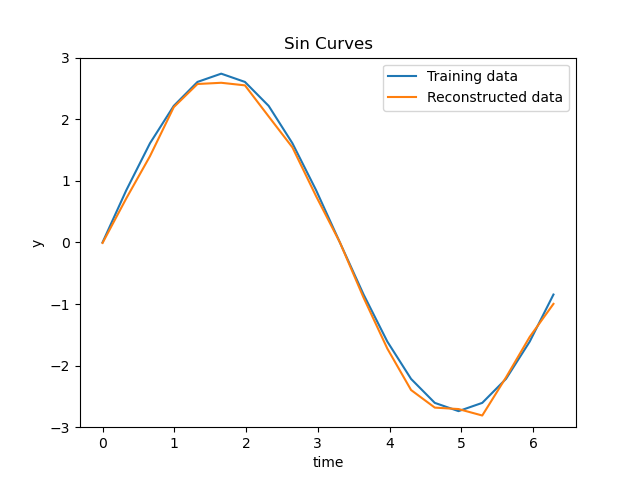 Sin Curves
Training data
Reconstructed data
3
2
1
0
−1
−2
−3
y
0 1 2 3 4 5 6
time